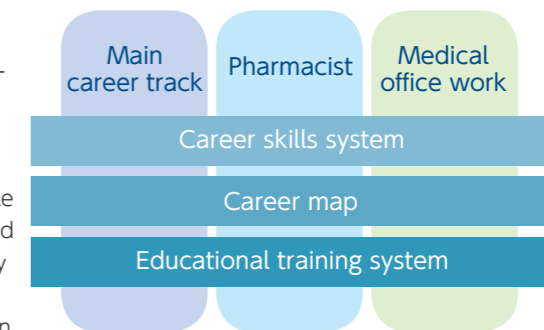 Main
career track
Pharmacist
Medical
office work
Career skills system
Career map
Educational training system